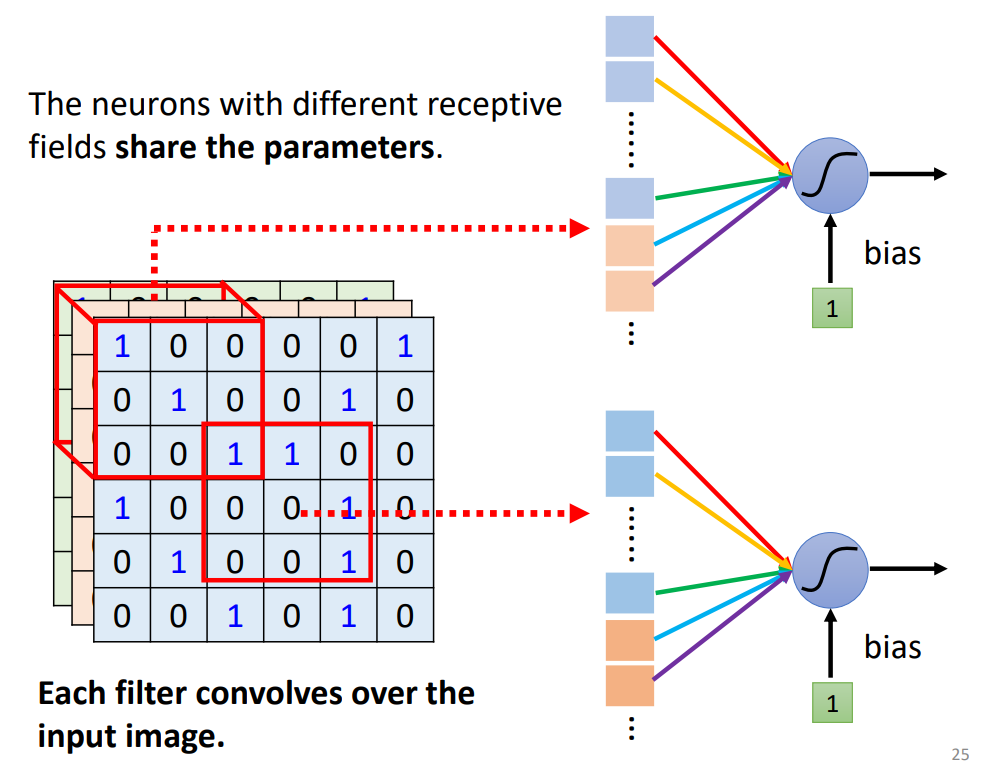 The neurons with different receptive
fields share the parameters.
bias
1
1 0 0 0 0 1
0 1 0 0 1 0
0 0 1 1 0 0
1 0 0 0 1 0
0 1 0 0 1 0
0 0 1 0 1 0
bias
1
Each filter convolves over the
input image.
25